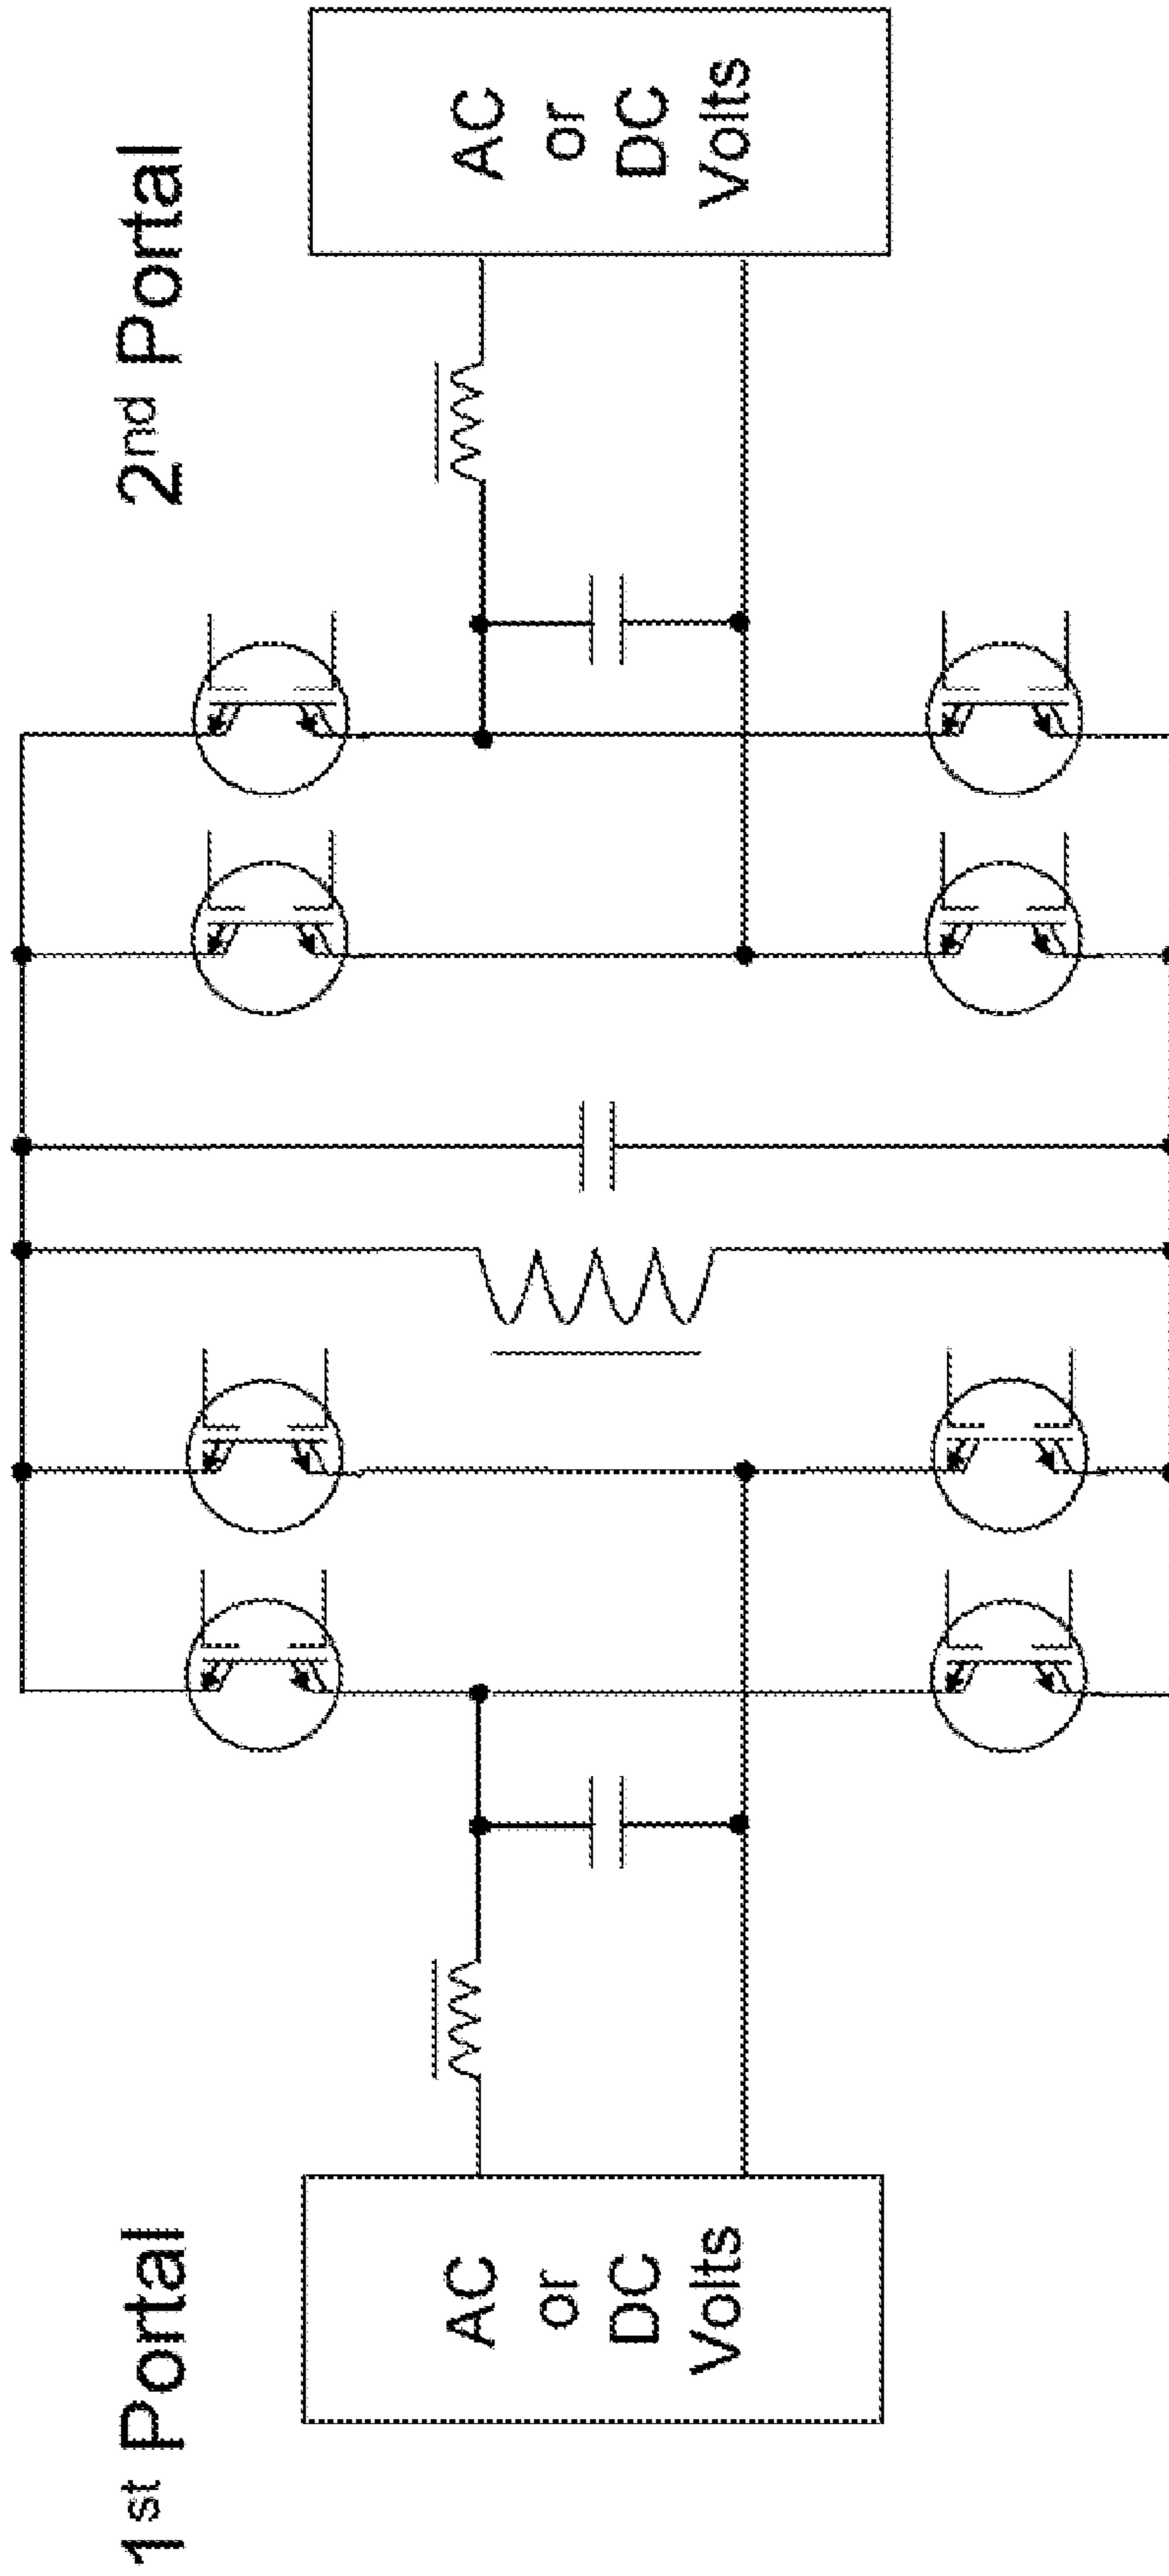 1st Portal
AC
or
DC
Volts
2nd Portal
AC
or
DC
Volts